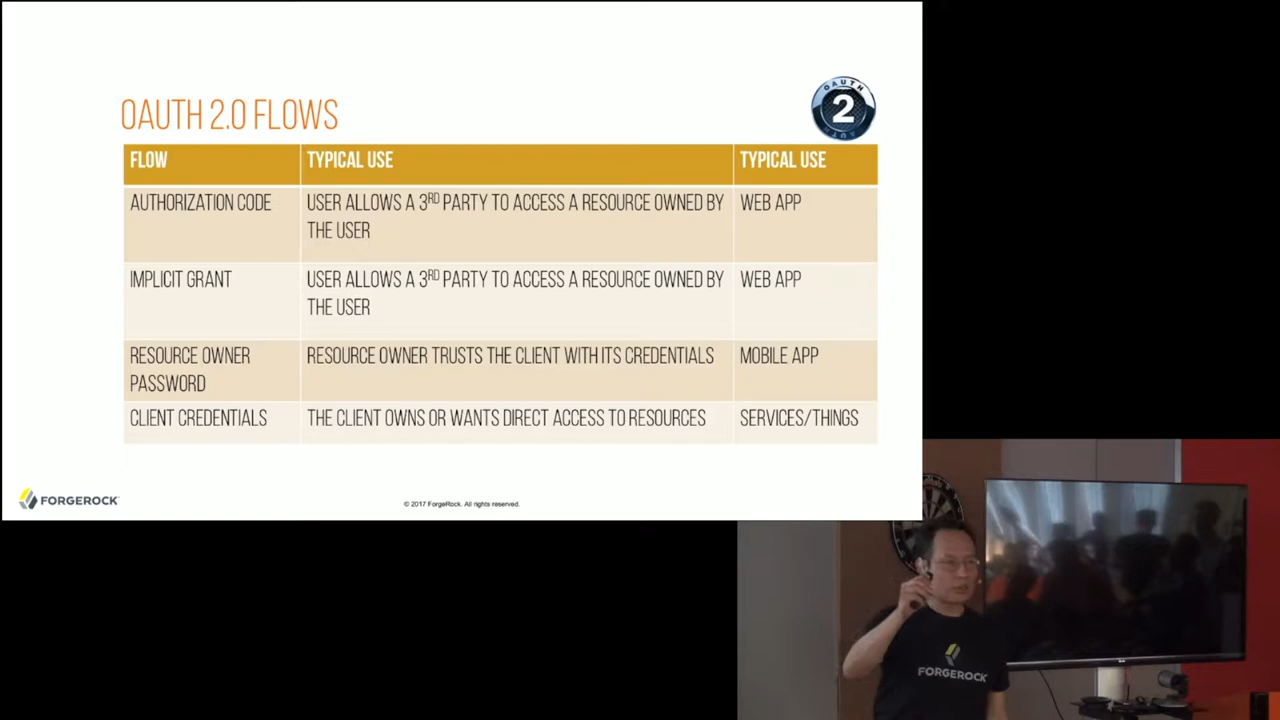 OAUTH
2
OAUTH 2.0 FLOWS
FLOW
TYPICAL USE
TYPICAL USE
AUTHORIZATION CODE
USER ALLOWS A 3RD PARTY TO ACCESS A RESOURCE OWNED BY
THE USER
WEB APP
IMPLICIT GRANT
USER ALLOWS A 3RD PARTY TO ACCESS A RESOURCE OWNED BY
THE USER
WEB APP
RESOURCE OWNER
PASSWORD
RESOURCE OWNER TRUSTS THE CLIENT WITH ITS CREDENTIALS
MOBILE APP
CLIENT CREDENTIALS
THE CLIENT OWNS OR WANTS DIRECT ACCESS TO RESOURCES
SERVICES/THINGS
FORGEROCK
© 2017 ForgeRock. All rights reserved.
FORGEROCK